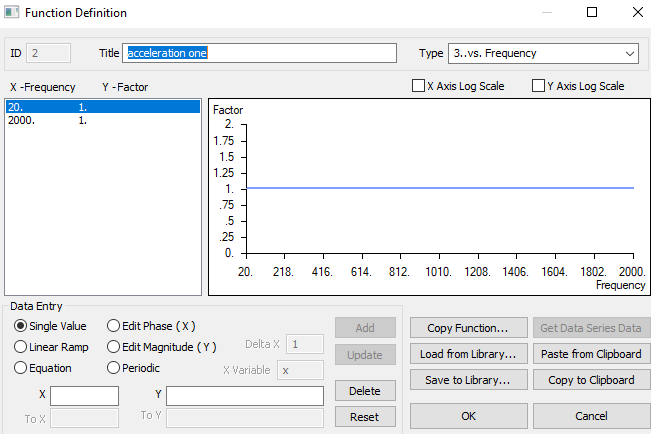 Function Definition
ID 2 Title acceleration one Type 3..vs. Frequency
X -Frequency Y -Factor X Axis Log Scale Y Axis Log Scale
20. 1.
2000. 1.
Factor
2.
1.75
1.5
1.25
1.
.75
.5
.25
0.
20. 218. 416. 614. 812. 1010. 1208. 1406. 1604. 1802. 2000.
Frequency
Data Entry
Single Value Edit Phase ( X ) Add Copy Function... Get Data Series Data
Linear Ramp Edit Magnitude ( Y ) Delta X 1 Update Load from Library... Paste from Clipboard
Equation Periodic X Variable x Save to Library... Copy to Clipboard
X Y Delete
To X To Y Reset OK Cancel